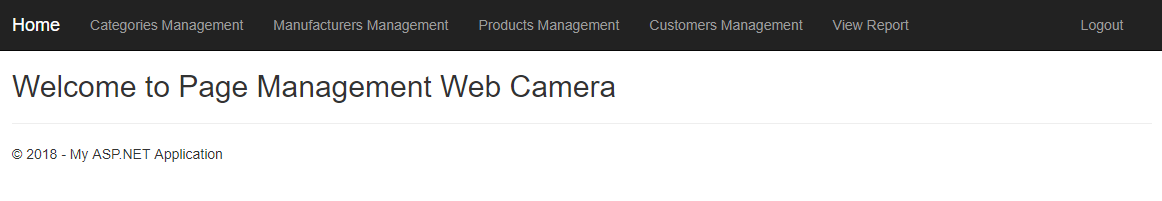 Home Categories Management Manufacturers Management Products Management Customers Management View Report Logout
Welcome to Page Management Web Camera
© 2018 - My ASP.NET Application